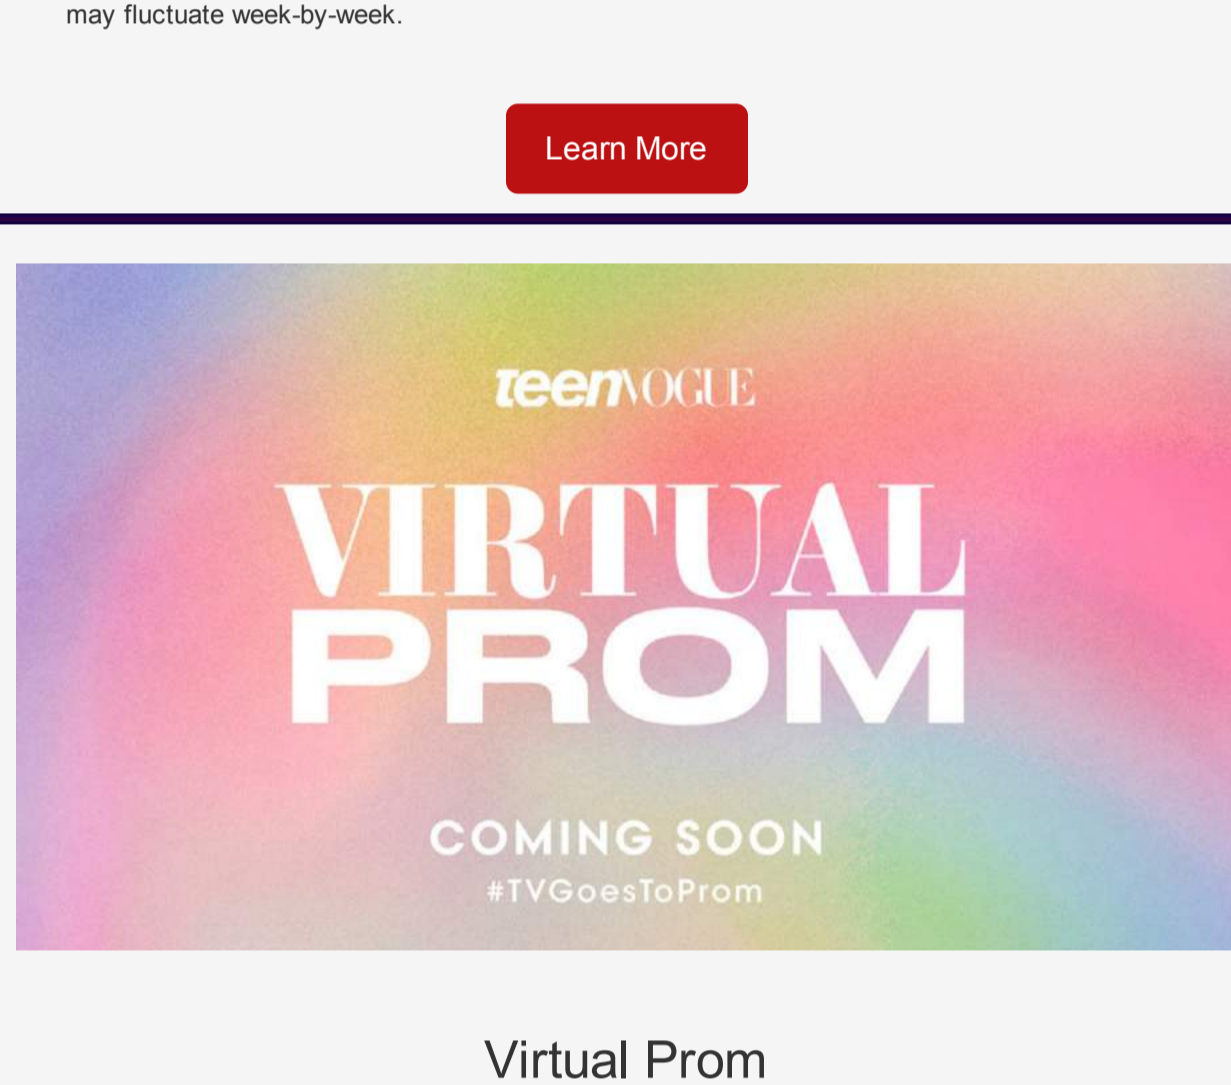 may fluctuate week-by-week.
Learn More
teenVOGUE
VIRTUAL
PROM
COMING SOON
#TVGoesToProm
Virtual Prom